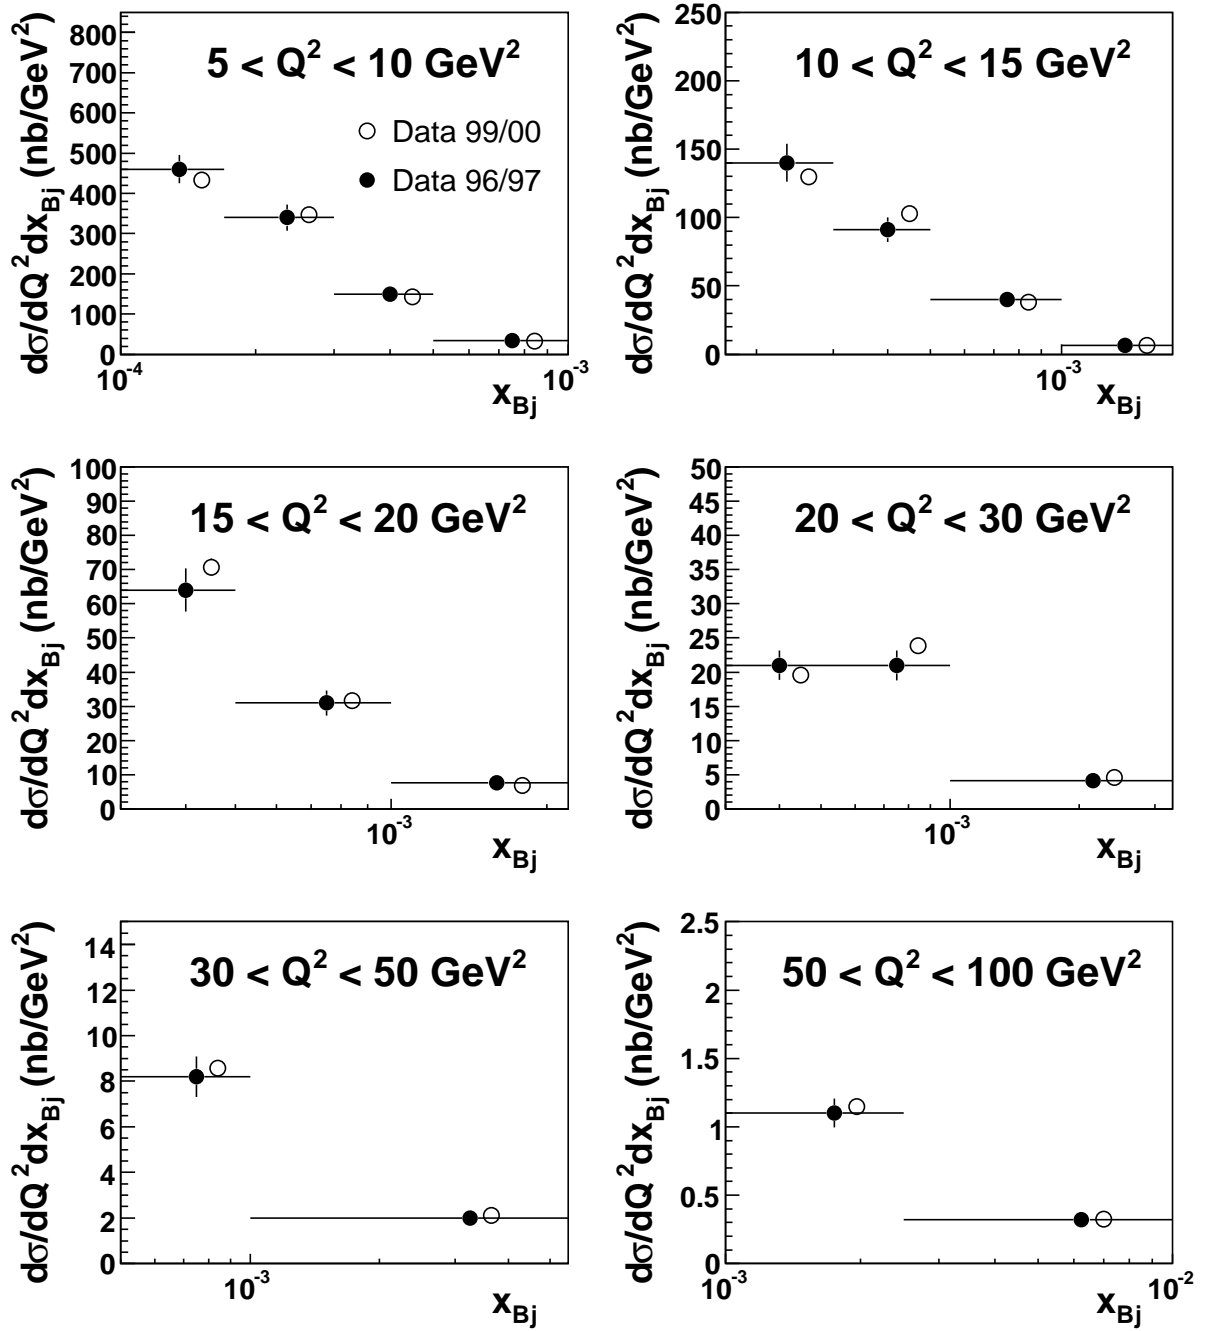 dσ/dQ²dx_Bj (nb/GeV²)
800
700
600
500
400
300
200
100
0
5 < Q² < 10 GeV²
Data 99/00
Data 96/97
10⁻⁴
10⁻³
x_Bj
dσ/dQ²dx_Bj (nb/GeV²)
250
200
150
100
50
0
10 < Q² < 15 GeV²
10⁻³
x_Bj
dσ/dQ²dx_Bj (nb/GeV²)
100
90
80
70
60
50
40
30
20
10
0
15 < Q² < 20 GeV²
10⁻³
x_Bj
dσ/dQ²dx_Bj (nb/GeV²)
50
45
40
35
30
25
20
15
10
5
0
20 < Q² < 30 GeV²
10⁻³
x_Bj
dσ/dQ²dx_Bj (nb/GeV²)
14
12
10
8
6
4
2
0
30 < Q² < 50 GeV²
10⁻³
x_Bj
dσ/dQ²dx_Bj (nb/GeV²)
2.5
2
1.5
1
0.5
0
50 < Q² < 100 GeV²
10⁻³
10⁻²
x_Bj